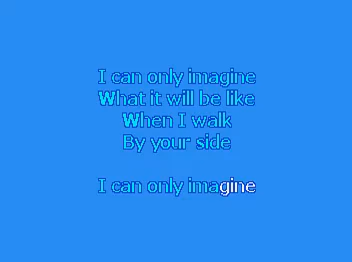 I can only imagine
What it will be like
When I walk
By your side
I can only imagine